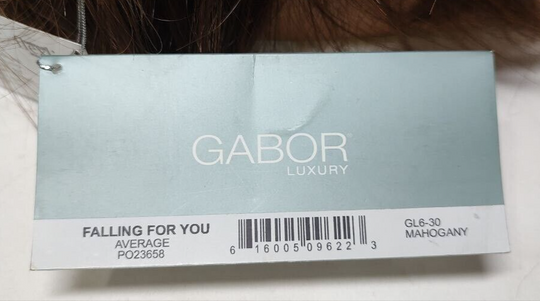 GABOR
LUXURY
FALLING FOR YOU
AVERAGE
PO23658
6 16005 09622 3
GL6-30
MAHOGANY